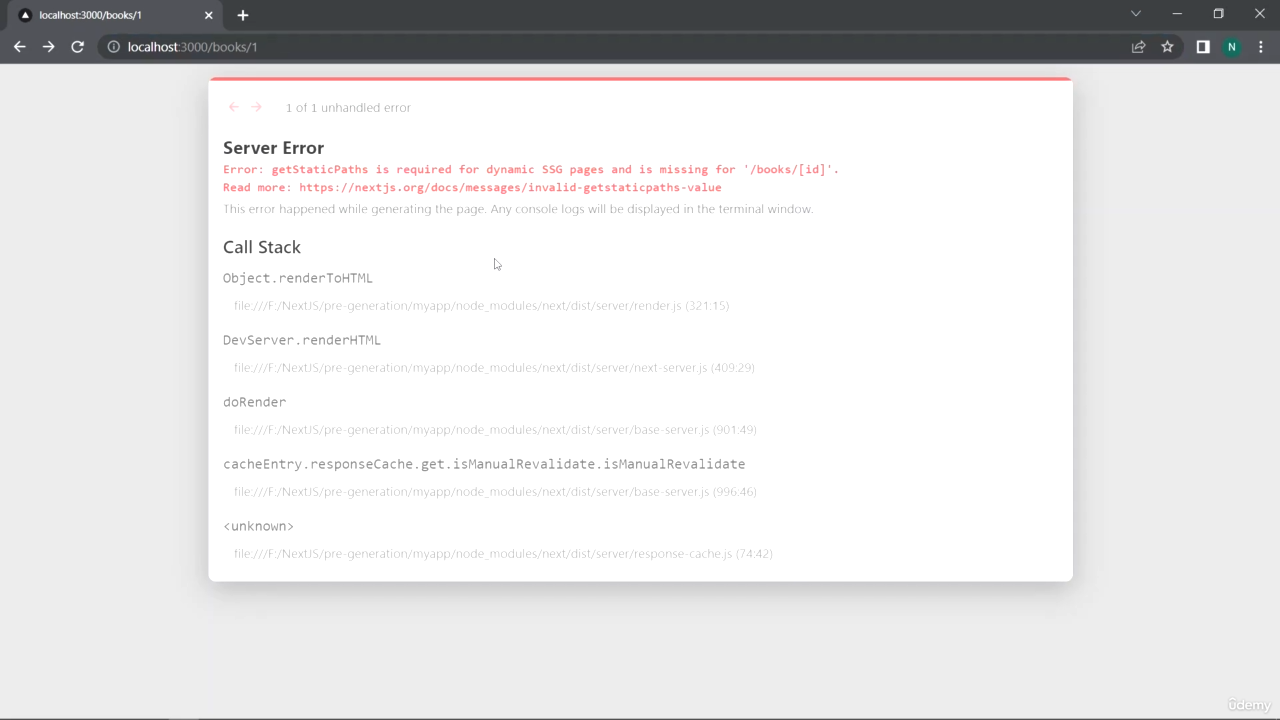 localhost:3000/books/1
localhost:3000/books/1
N
1 of 1 unhandled error
Server Error
Error: getStaticPaths is required for dynamic SSG pages and is missing for '/books/[id]'.
Read more: https://nextjs.org/docs/messages/invalid-getstaticpaths-value
This error happened while generating the page. Any console logs will be displayed in the terminal window.
Call Stack
Object.renderToHTML
file:///F:/NextJS/pre-generation/myapp/node_modules/next/dist/server/render.js (321:15)
DevServer.renderHTML
file:///F:/NextJS/pre-generation/myapp/node_modules/next/dist/server/next-server.js (409:29)
doRender
file:///F:/NextJS/pre-generation/myapp/node_modules/next/dist/server/base-server.js (901:49)
cacheEntry.responseCache.get.isManualRevalidate.isManualRevalidate
file:///F:/NextJS/pre-generation/myapp/node_modules/next/dist/server/base-server.js (996:46)
<unknown>
file:///F:/NextJS/pre-generation/myapp/node_modules/next/dist/server/response-cache.js (74:42)
ûdemy